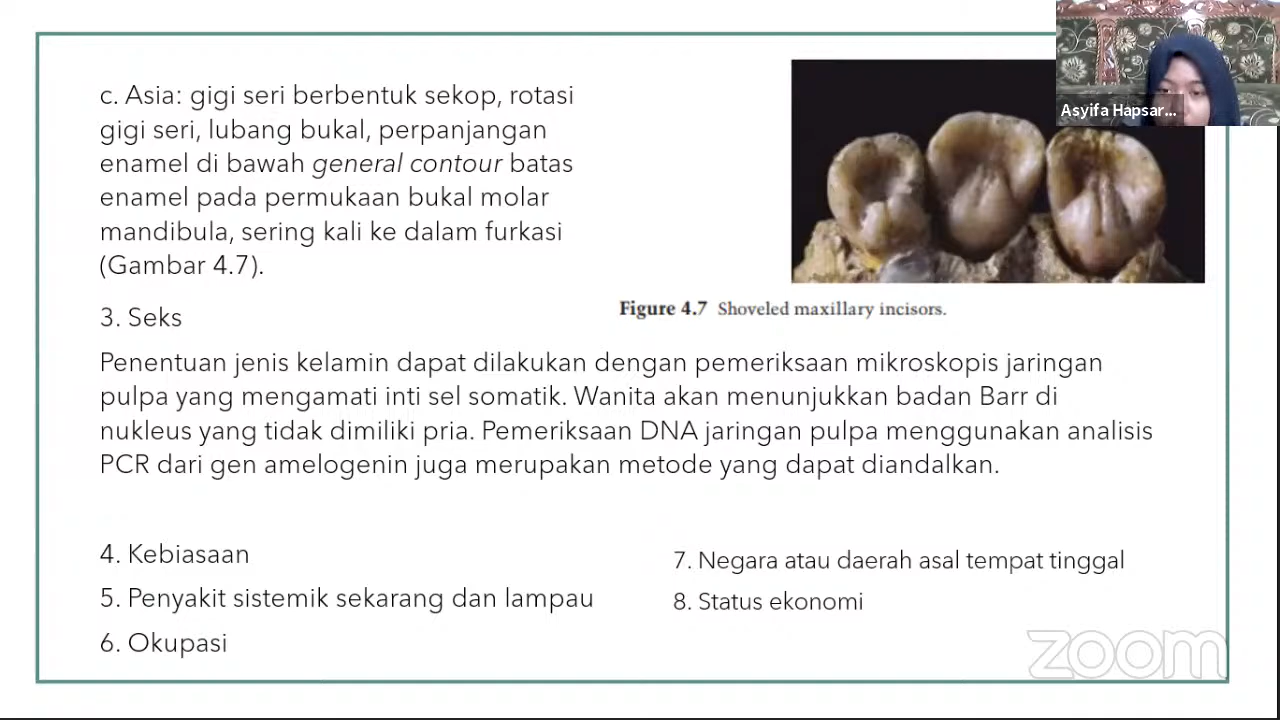 c. Asia: gigi seri berbentuk sekop, rotasi
gigi seri, lubang bukal, perpanjangan
enamel di bawah general contour batas
enamel pada permukaan bukal molar
mandibula, sering kali ke dalam furkasi
(Gambar 4.7).
Asyifa Hapsar...
Figure 4.7 Shoveled maxillary incisors.
3. Seks
Penentuan jenis kelamin dapat dilakukan dengan pemeriksaan mikroskopis jaringan
pulpa yang mengamati inti sel somatik. Wanita akan menunjukkan badan Barr di
nukleus yang tidak dimiliki pria. Pemeriksaan DNA jaringan pulpa menggunakan analisis
PCR dari gen amelogenin juga merupakan metode yang dapat diandalkan.
4. Kebiasaan
5. Penyakit sistemik sekarang dan lampau
6. Okupasi
7. Negara atau daerah asal tempat tinggal
8. Status ekonomi
zoom